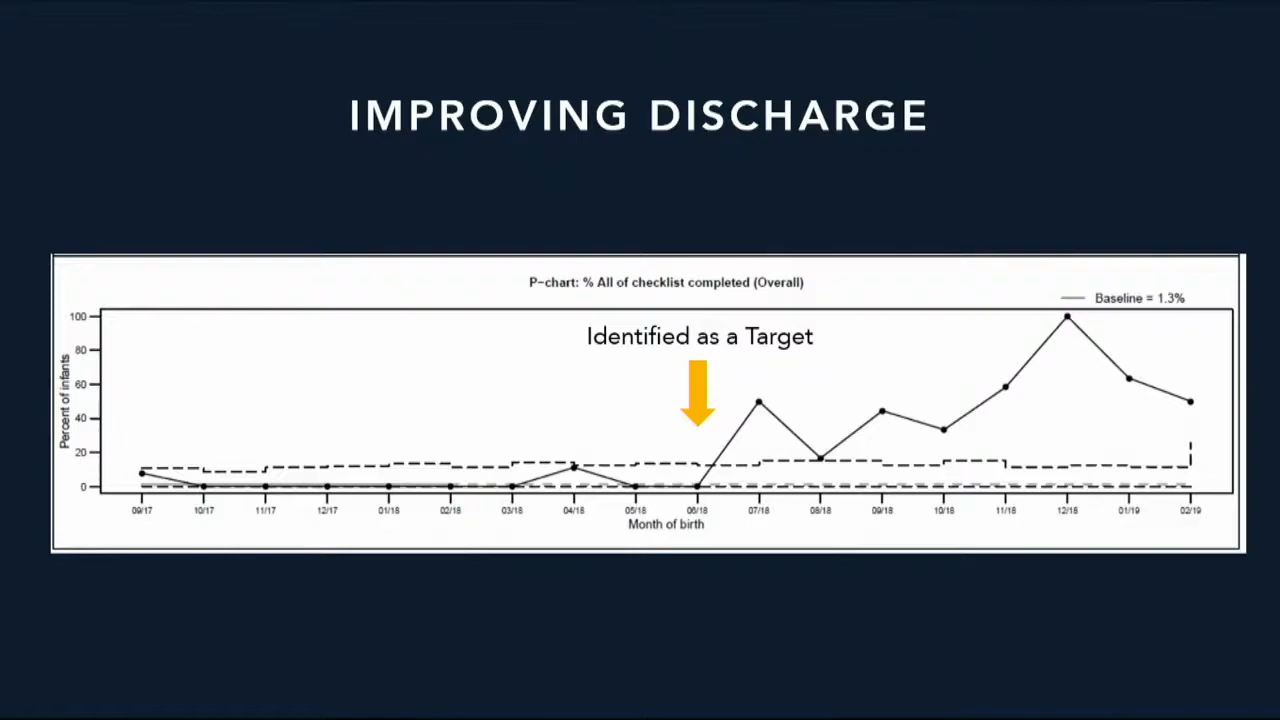 IMPROVING DISCHARGE
P-chart: % All of checklist completed (Overall)
Baseline = 1.3%
Identified as a Target
Percent of infants
100
80
60
40
20
0
09/17 10/17 11/17 12/17 01/18 02/18 03/18 04/18 05/18 06/18 07/18 08/18 09/18 10/18 11/18 12/18 01/19 02/19
Month of birth